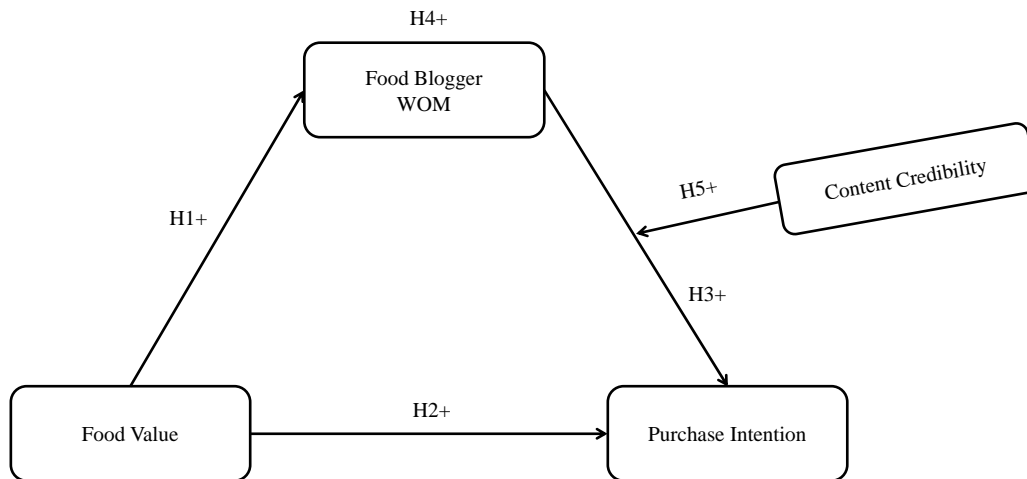 H4+
Food Blogger
WOM
Content Credibility
H5+
H1+
H3+
H2+
Food Value
Purchase Intention